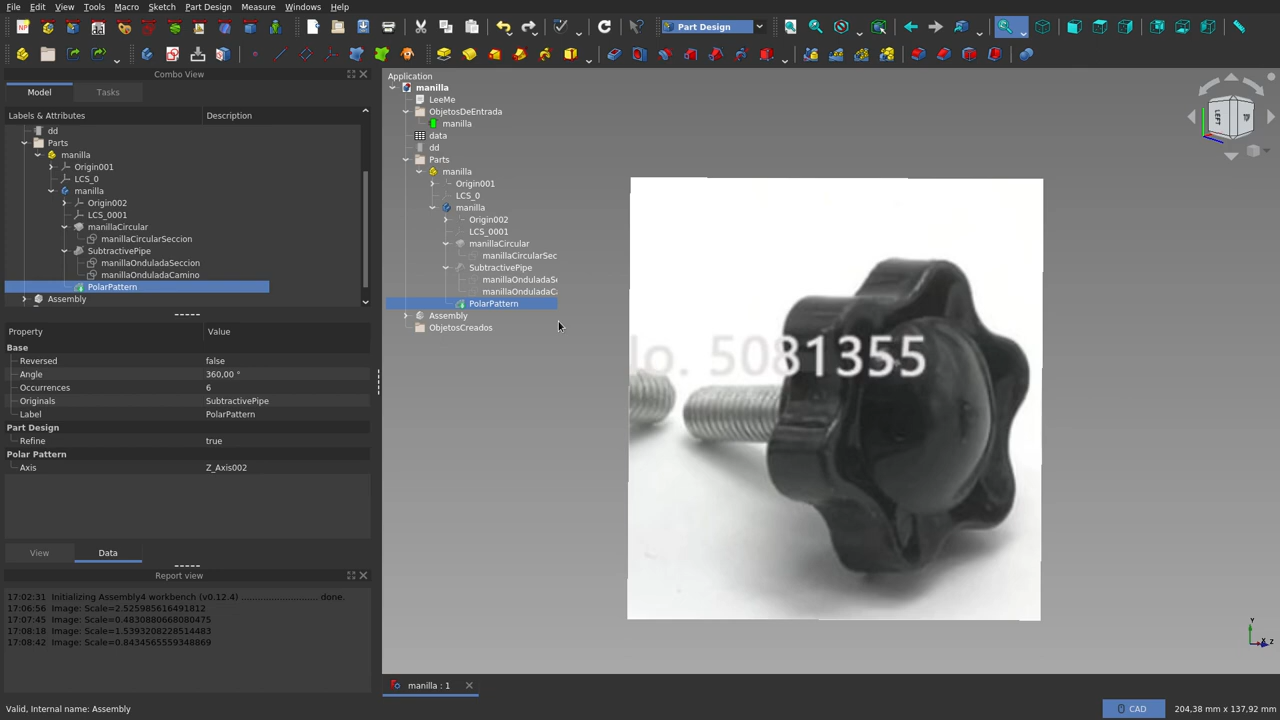 File Edit View Tools Macro Sketch Part Design Measure Windows Help
Part Design
Combo View
Model Tasks
Labels & Attributes Description
dd
Parts
manilla
Origin001
LCS_0
manilla
Origin002
LCS_0001
manillaCircular
manillaCircularSeccion
SubtractivePipe
manillaOnduladaSeccion
manillaOnduladaCamino
PolarPattern
Assembly
Property Value
Base
Reversed false
Angle 360,00 °
Occurrences 6
Originals SubtractivePipe
Label PolarPattern
Part Design
Refine true
Polar Pattern
Axis Z_Axis002
View Data
Report view
17:02:31 Initializing Assembly4 workbench (v0.12.4) ............................ done.
17:06:56 Image: Scale=2.525985616491812
17:07:45 Image: Scale=0.4830880668080475
17:08:18 Image: Scale=1.5393208228514483
17:08:42 Image: Scale=0.8434565559348869
Application
manilla
LeeMe
ObjetosDeEntrada
manilla
data
dd
Parts
manilla
Origin001
LCS_0
manilla
Origin002
LCS_0001
manillaCircular
manillaCircularSec
SubtractivePipe
manillaOnduladaSe
manillaOnduladaCa
PolarPattern
Assembly
ObjetosCreados
o. 5081355
Y
Z
manilla : 1
Valid, Internal name: Assembly
CAD 204,38 mm x 137,92 mm